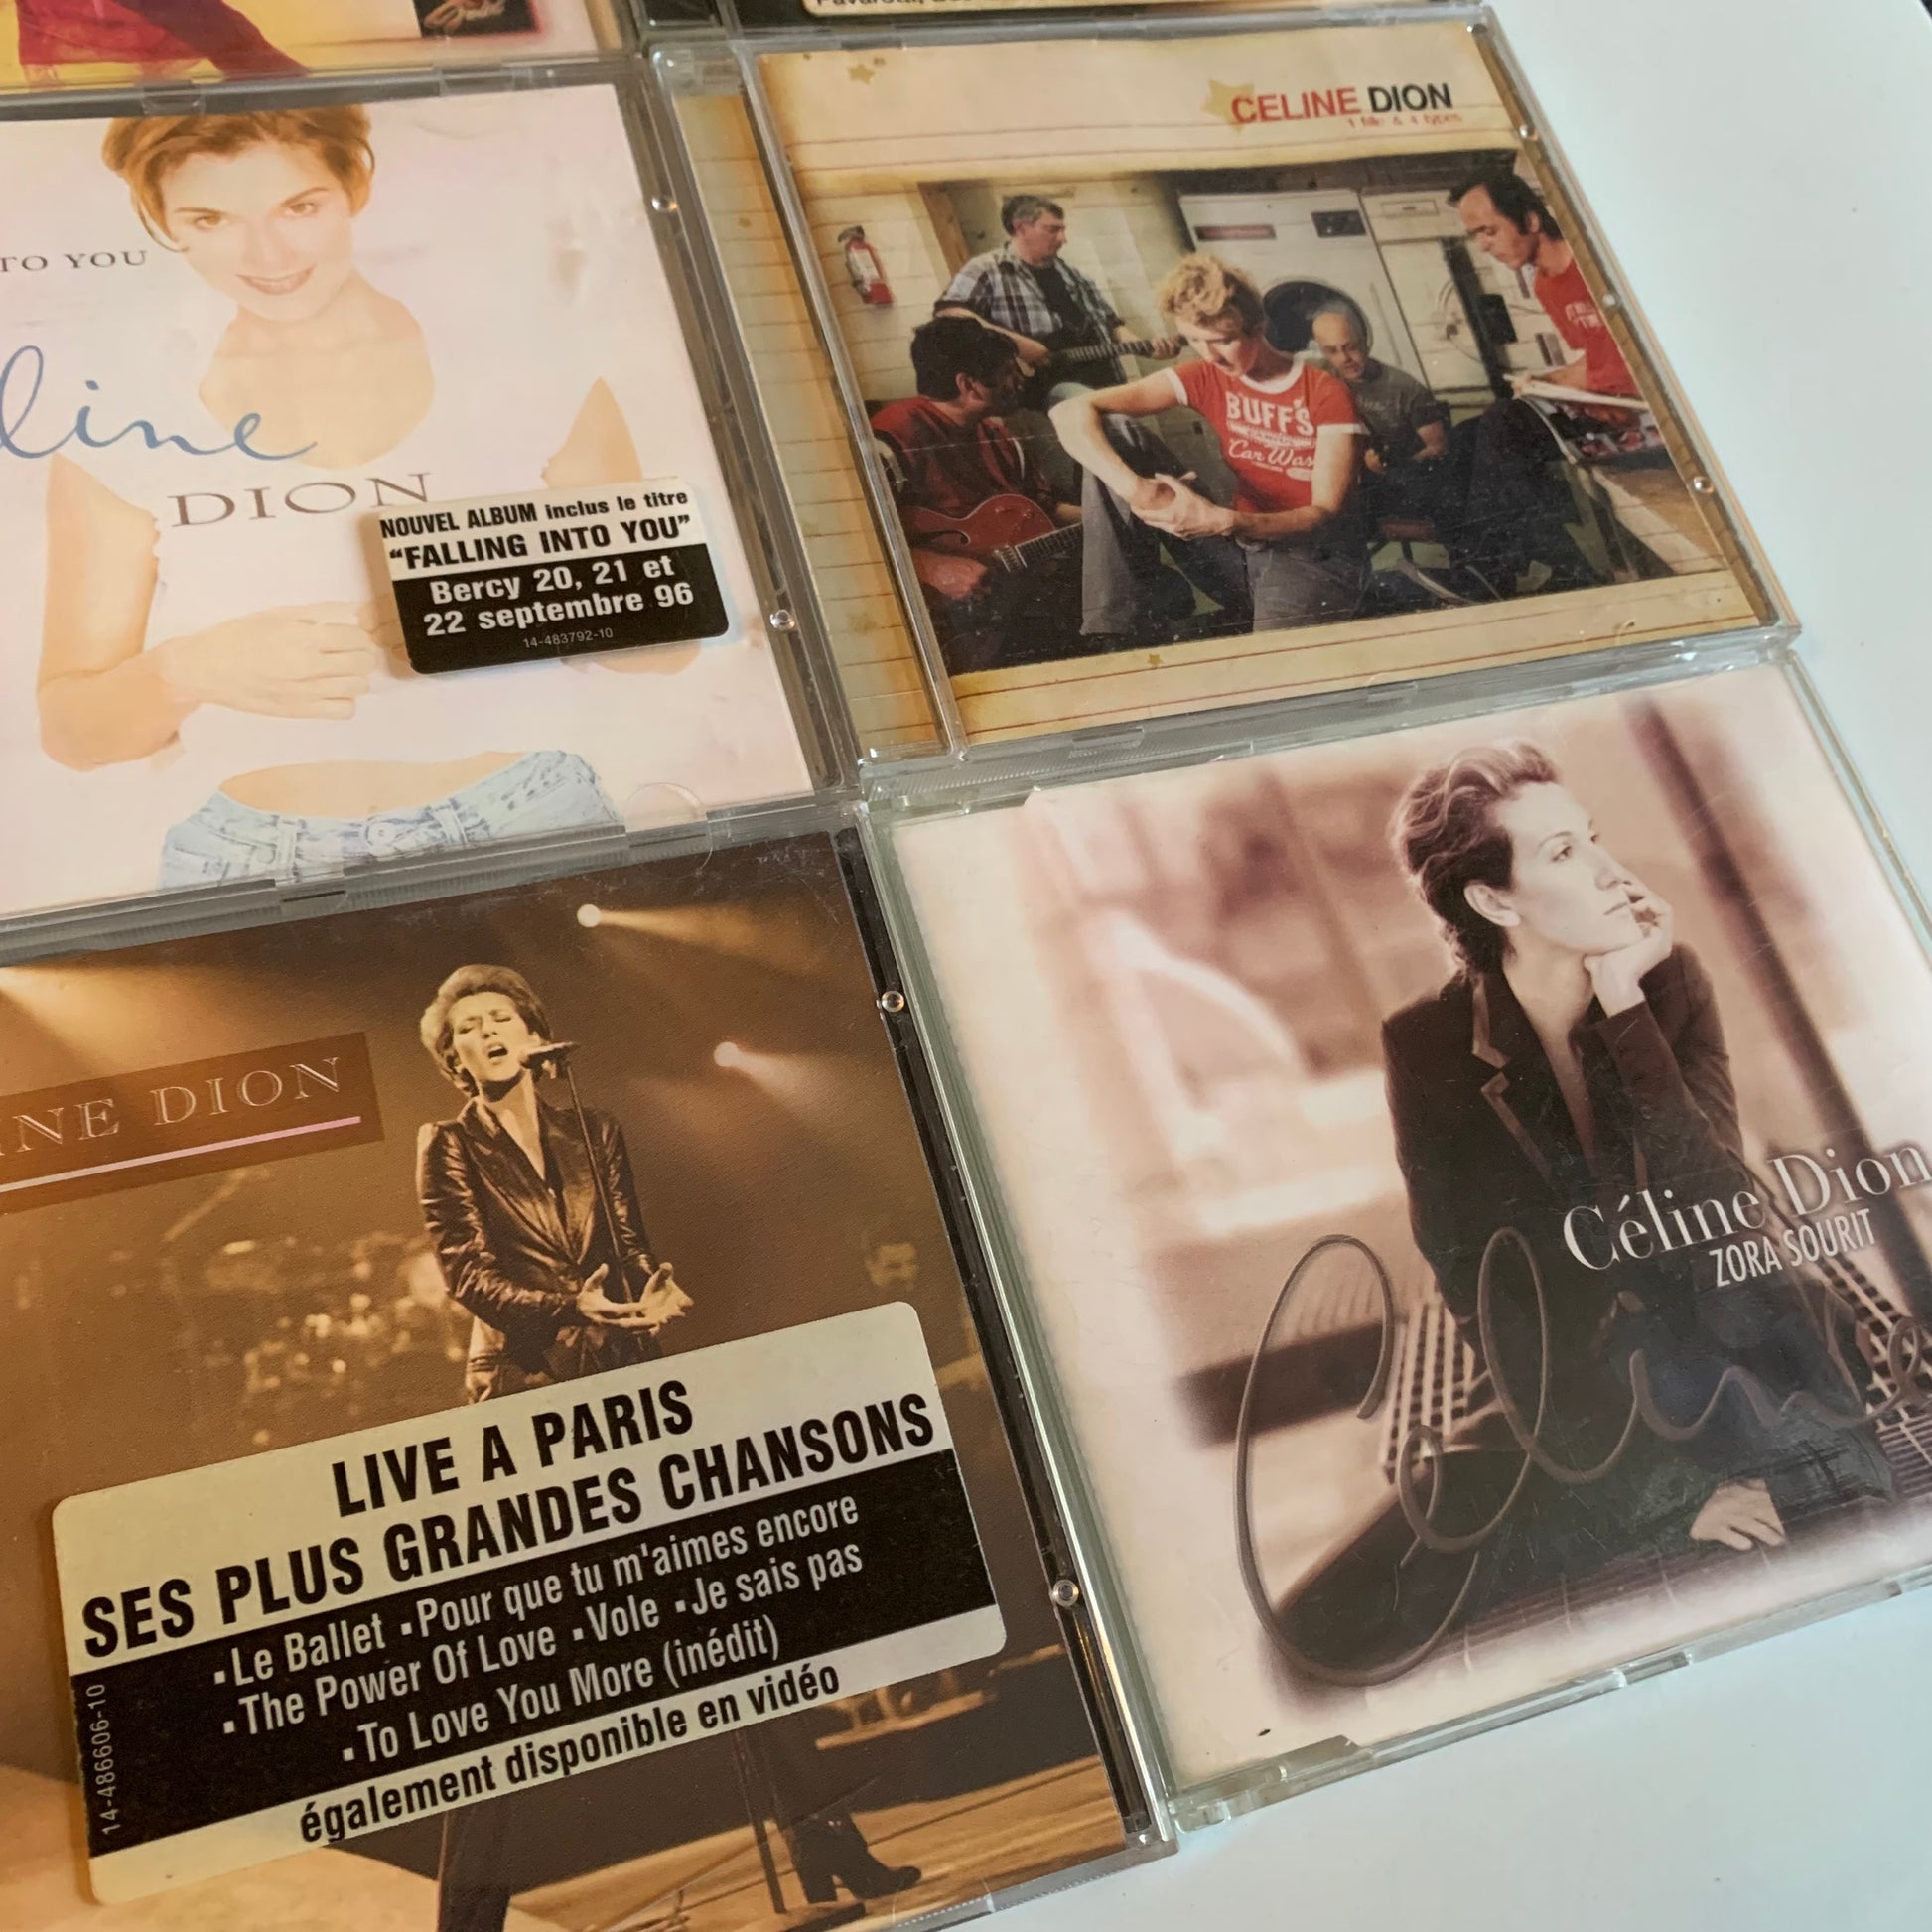 CELINE DION
1 fille & 4 types
BUFF'S
Car Was
TO YOU
line
DION
NOUVEL ALBUM inclus le titre
"FALLING INTO YOU"
Bercy 20, 21 et
22 septembre 96
14-483792-10
INE DION
LIVE A PARIS
SES PLUS GRANDES CHANSONS
▪Le Ballet ▪Pour que tu m'aimes encore
▪The Power Of Love ▪Vole ▪Je sais pas
▪To Love You More (inédit)
également disponible en vidéo
14-486606-10
Céline Dion
ZORA SOURIT
Celine